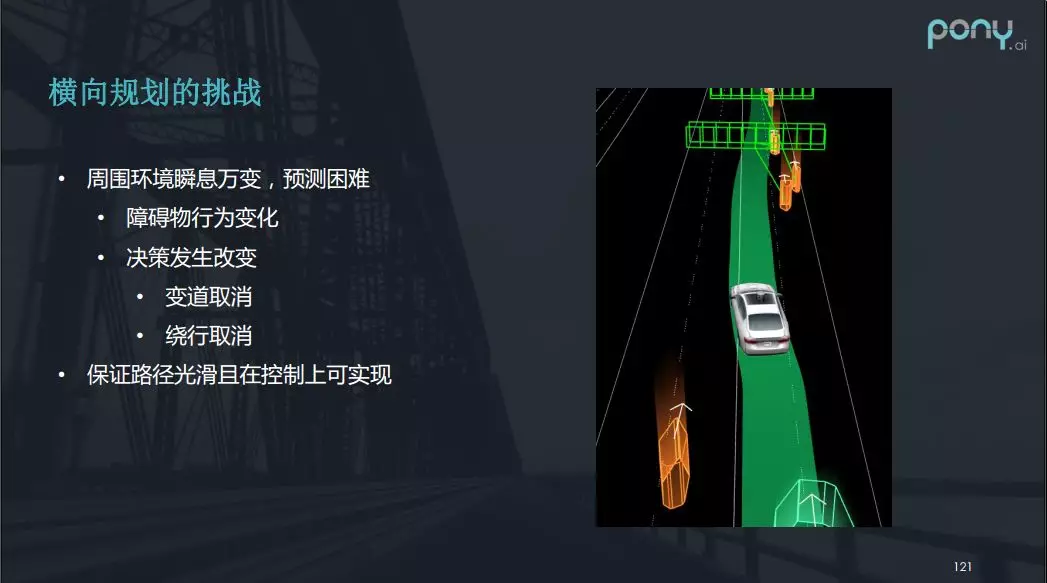 pony.ai
横向规划的挑战
• 周围环境瞬息万变，预测困难
• 障碍物行为变化
• 决策发生改变
• 变道取消
• 绕行取消
• 保证路径光滑且在控制上可实现
121